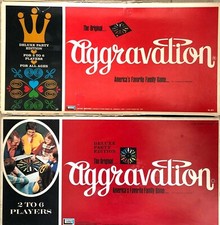 The Original...
aggravation
America's Favorite Family Game...
DELUXE PARTY
EDITION
FOR 2 TO 6
PLAYERS
FOR ALL AGES
DELUXE
PARTY
EDITION
The Original...
aggravation
America's Favorite Family Game...
2 TO 6
PLAYERS